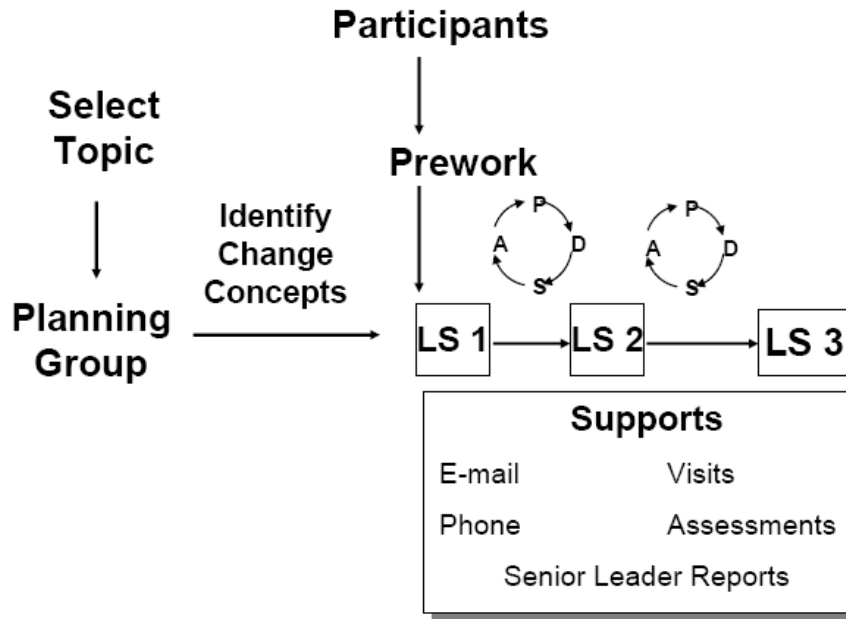 Participants
Select
Topic
Prework
Identify
Change
Concepts
P
A
D
S
P
A
D
S
Planning
Group
LS 1
LS 2
LS 3
Supports
E-mail
Visits
Phone
Assessments
Senior Leader Reports